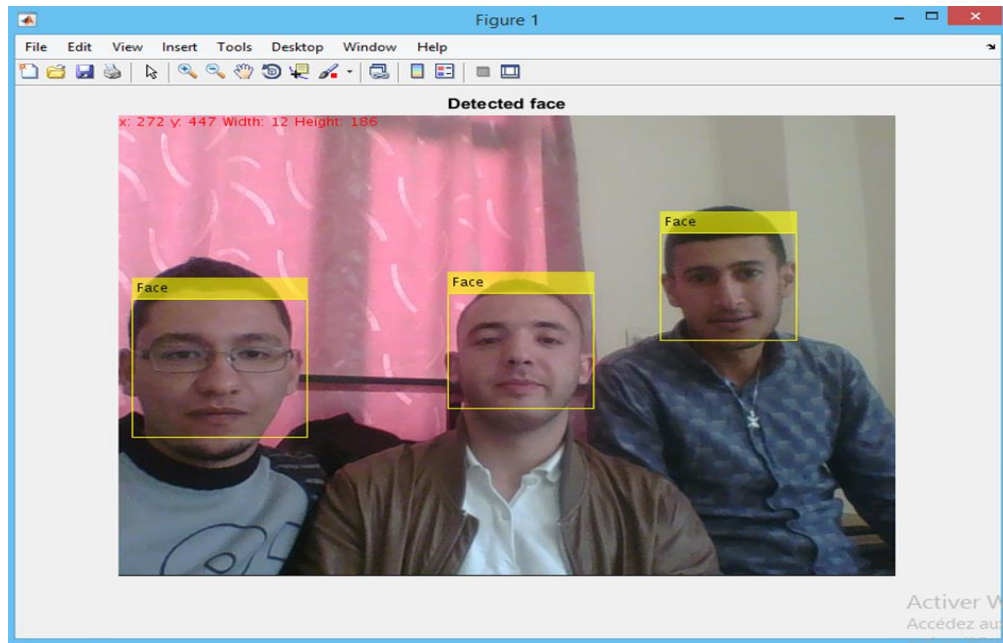 Figure 1
File Edit View Insert Tools Desktop Window Help
Detected face
x: 272 y: 447 Width: 12 Height: 186
Face
Face
Face
Activer W
Accédez au